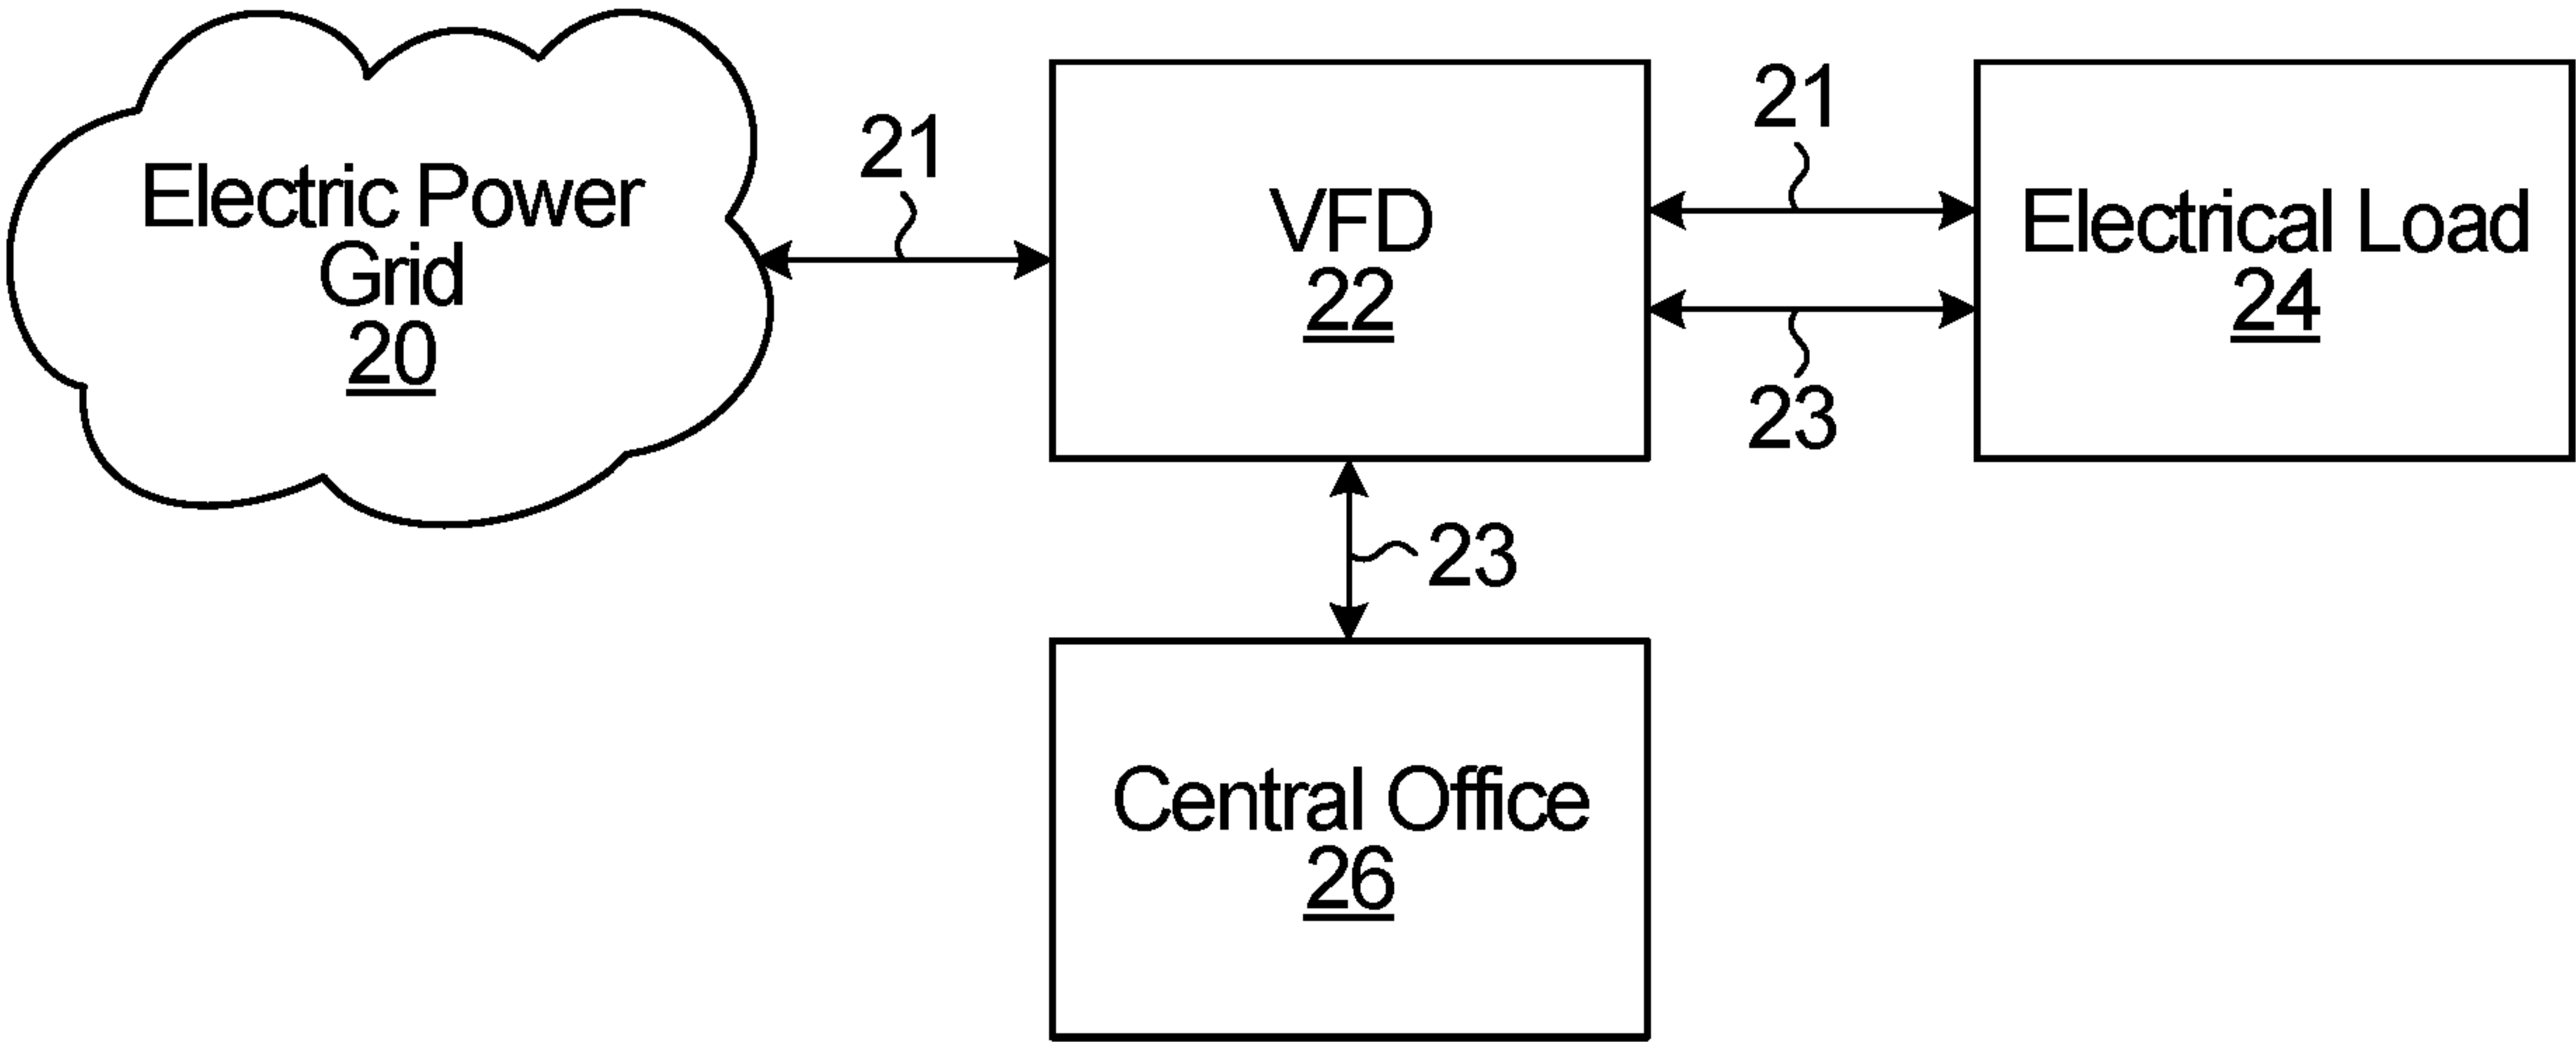 Electric Power
Grid
20
21
VFD
22
21
23
Electrical Load
24
23
Central Office
26